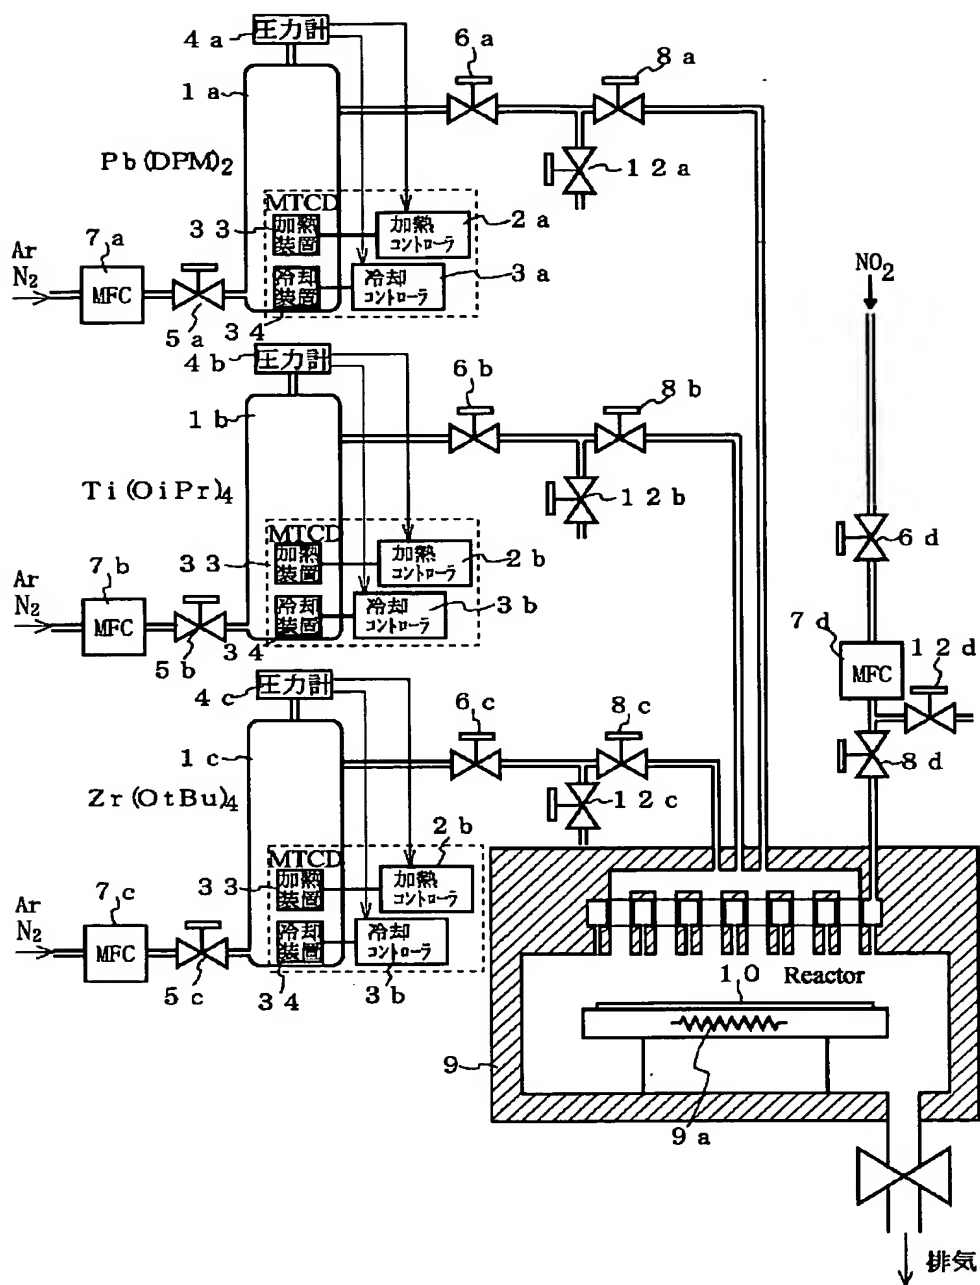 4a
圧力計
6a
8a
1a
Pb(DPM)2
12a
MTCD
33
加熱装置
加熱コントローラ
2a
Ar
N2
7a
MFC
5a
34
冷却装置
冷却コントローラ
3a
NO2
4b
圧力計
6b
8b
1b
Ti(OiPr)4
12b
MTCD
33
加熱装置
加熱コントローラ
2b
Ar
N2
7b
MFC
5b
34
冷却装置
冷却コントローラ
3b
6d
7d
MFC
12d
8d
4c
圧力計
6c
8c
1c
Zr(OtBu)4
12c
2b
MTCD
33
加熱装置
加熱コントローラ
Ar
N2
7c
MFC
5c
34
冷却装置
冷却コントローラ
3b
10
Reactor
9
9a
排気